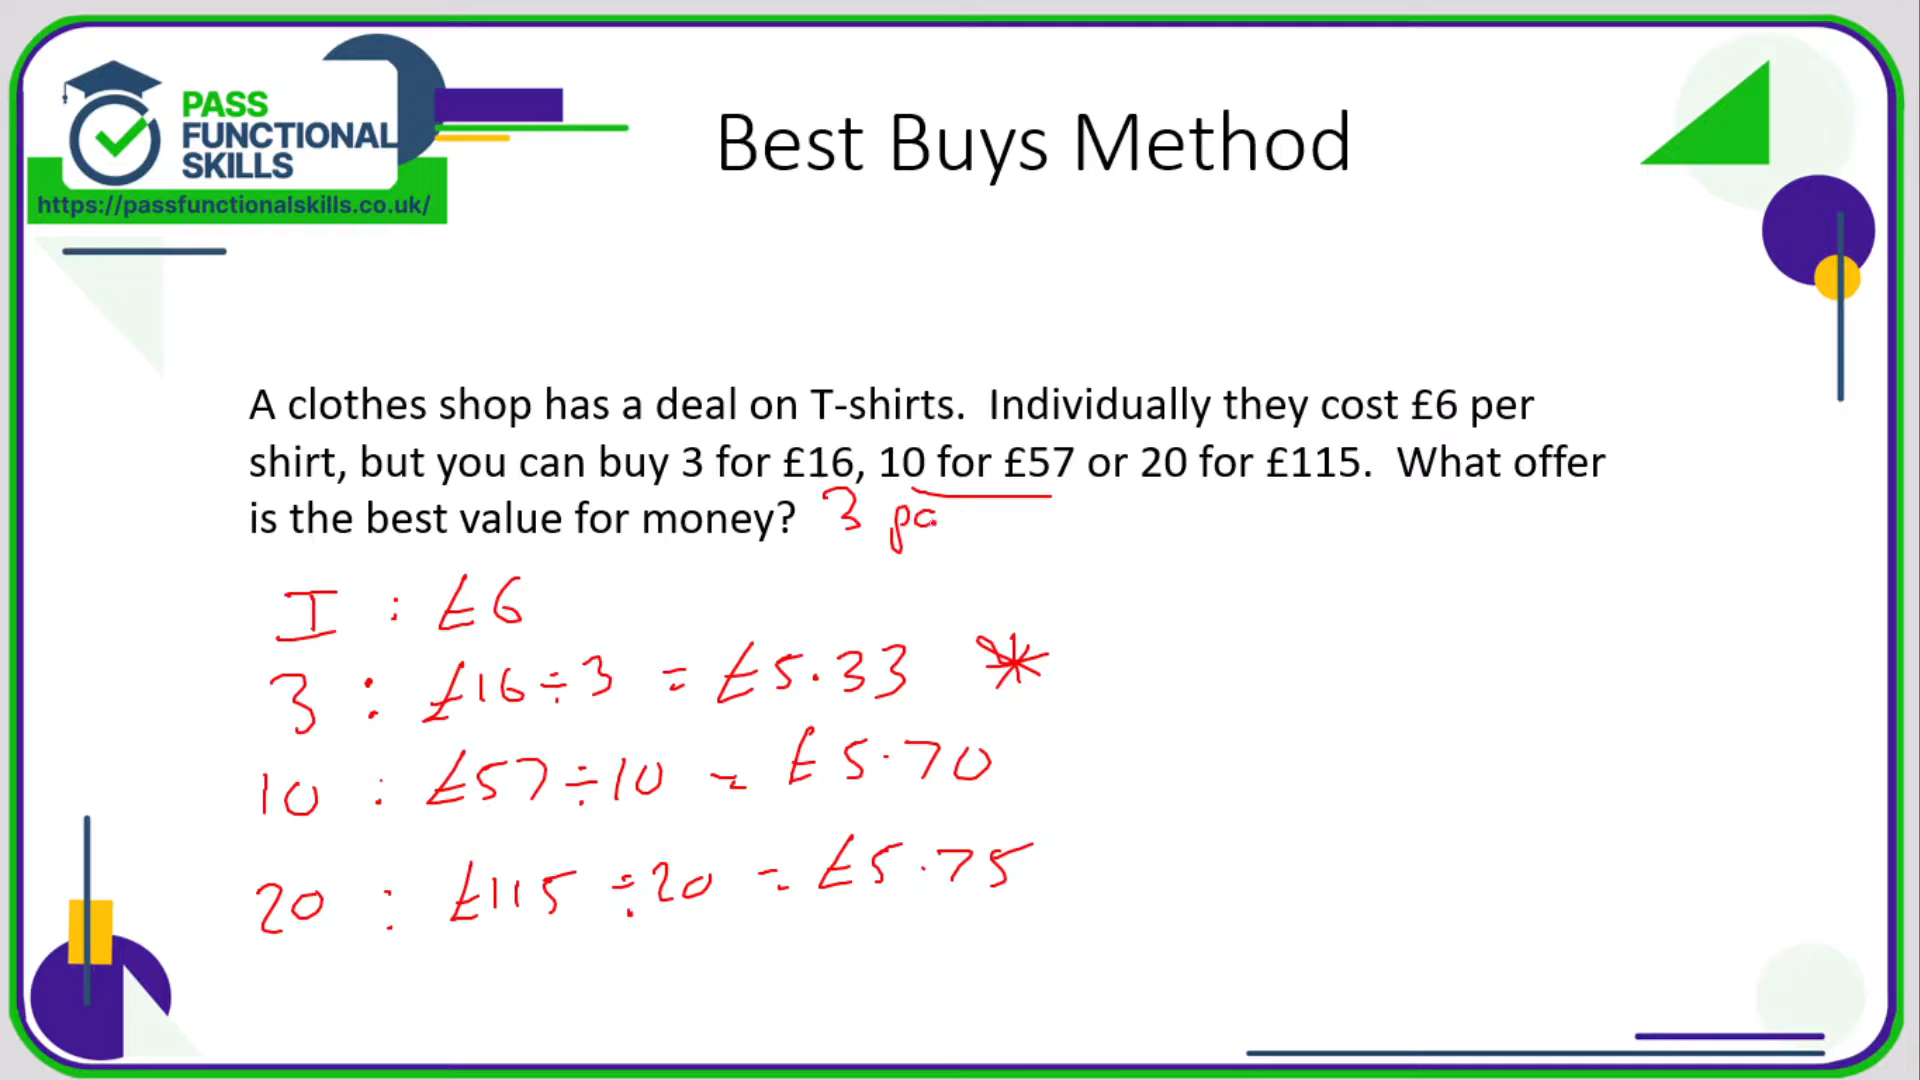 PASS
FUNCTIONAL
SKILLS
https://passfunctionalskills.co.uk/
Best Buys Method
A clothes shop has a deal on T-shirts. Individually they cost £6 per
shirt, but you can buy 3 for £16, 10 for £57 or 20 for £115. What offer
is the best value for money? 3 pa
I : £6
3 : £16 ÷ 3 = £5.33 *
10 : £57 ÷ 10 = £5.70
20 : £115 ÷ 20 = £5.75